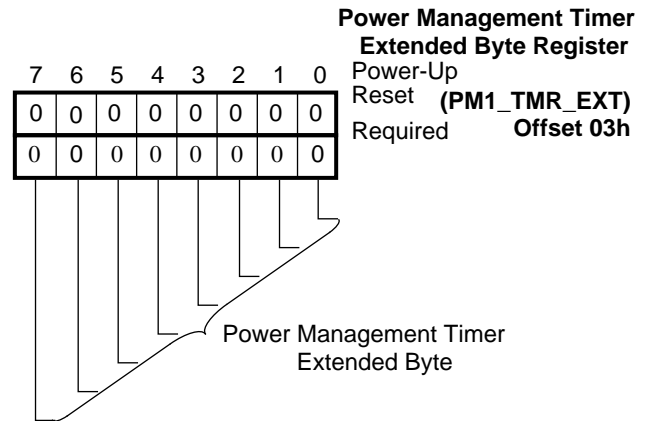 Power Management Timer
Extended Byte Register
(PM1_TMR_EXT)
Offset 03h
7 6 5 4 3 2 1 0
Power-Up
Reset
0 0 0 0 0 0 0 0
Required
0 0 0 0 0 0 0 0
Power Management Timer
Extended Byte